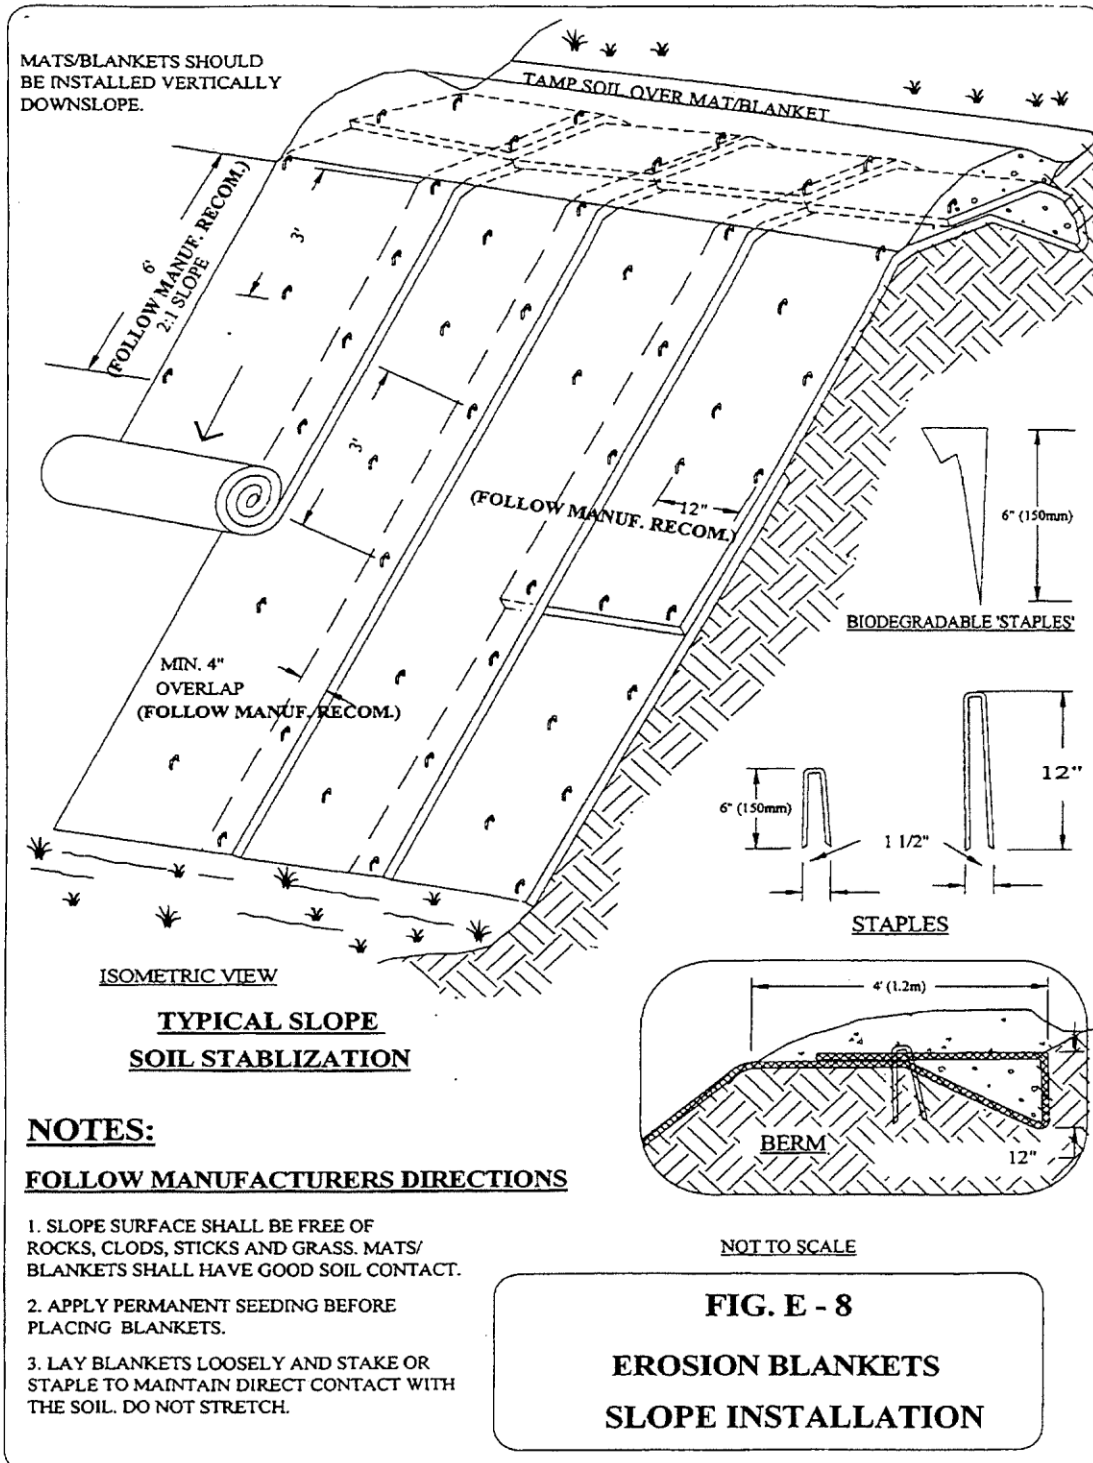 MATS/BLANKETS SHOULD
BE INSTALLED VERTICALLY
DOWNSLOPE.
TAMP SOIL OVER MAT/BLANKET
6'
(FOLLOW MANUF. RECOM.)
2:1 SLOPE
3'
3'
12"
(FOLLOW MANUF. RECOM.)
MIN. 4"
OVERLAP
(FOLLOW MANUF. RECOM.)
6" (150mm)
BIODEGRADABLE 'STAPLES'
6" (150mm)
12"
1 1/2"
STAPLES
ISOMETRIC VIEW
TYPICAL SLOPE
SOIL STABLIZATION
4' (1.2m)
BERM
12"
NOT TO SCALE
NOTES:
FOLLOW MANUFACTURERS DIRECTIONS
1. SLOPE SURFACE SHALL BE FREE OF
ROCKS, CLODS, STICKS AND GRASS. MATS/
BLANKETS SHALL HAVE GOOD SOIL CONTACT.
2. APPLY PERMANENT SEEDING BEFORE
PLACING BLANKETS.
3. LAY BLANKETS LOOSELY AND STAKE OR
STAPLE TO MAINTAIN DIRECT CONTACT WITH
THE SOIL. DO NOT STRETCH.
FIG. E - 8
EROSION BLANKETS
SLOPE INSTALLATION